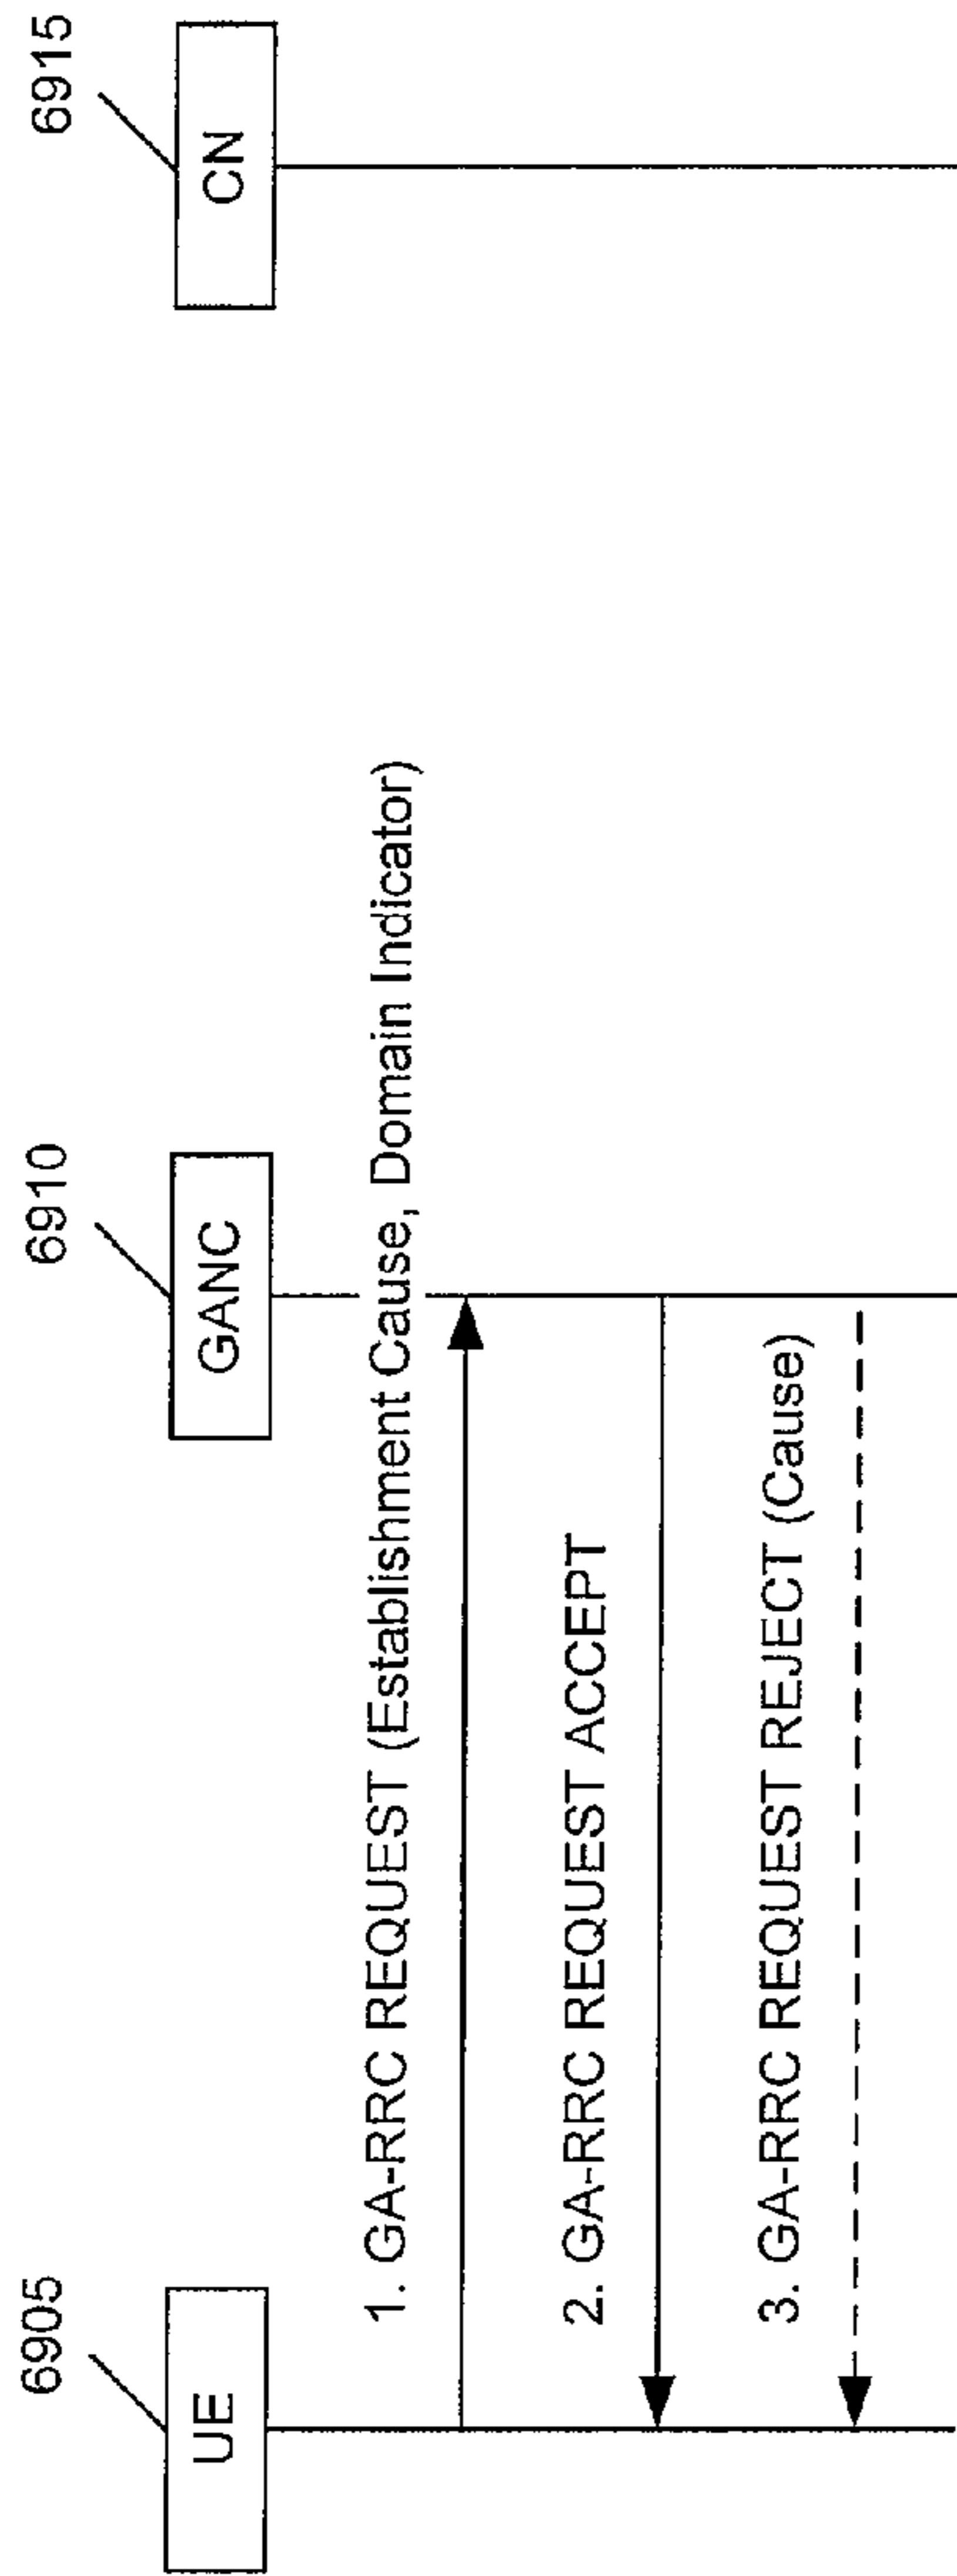 6905
6910
6915
UE
GANC
CN
1. GA-RRC REQUEST (Establishment Cause, Domain Indicator)
2. GA-RRC REQUEST ACCEPT
3. GA-RRC REQUEST REJECT (Cause)